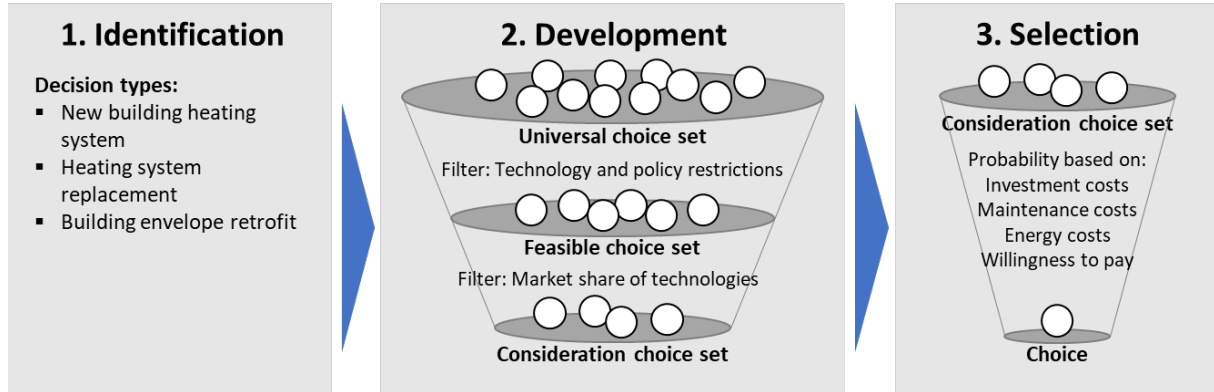 1. Identification
Decision types:
▪ New building heating
system
▪ Heating system
replacement
▪ Building envelope retrofit
2. Development
Universal choice set
Filter: Technology and policy restrictions
Feasible choice set
Filter: Market share of technologies
Consideration choice set
3. Selection
Consideration choice set
Probability based on:
Investment costs
Maintenance costs
Energy costs
Willingness to pay
Choice